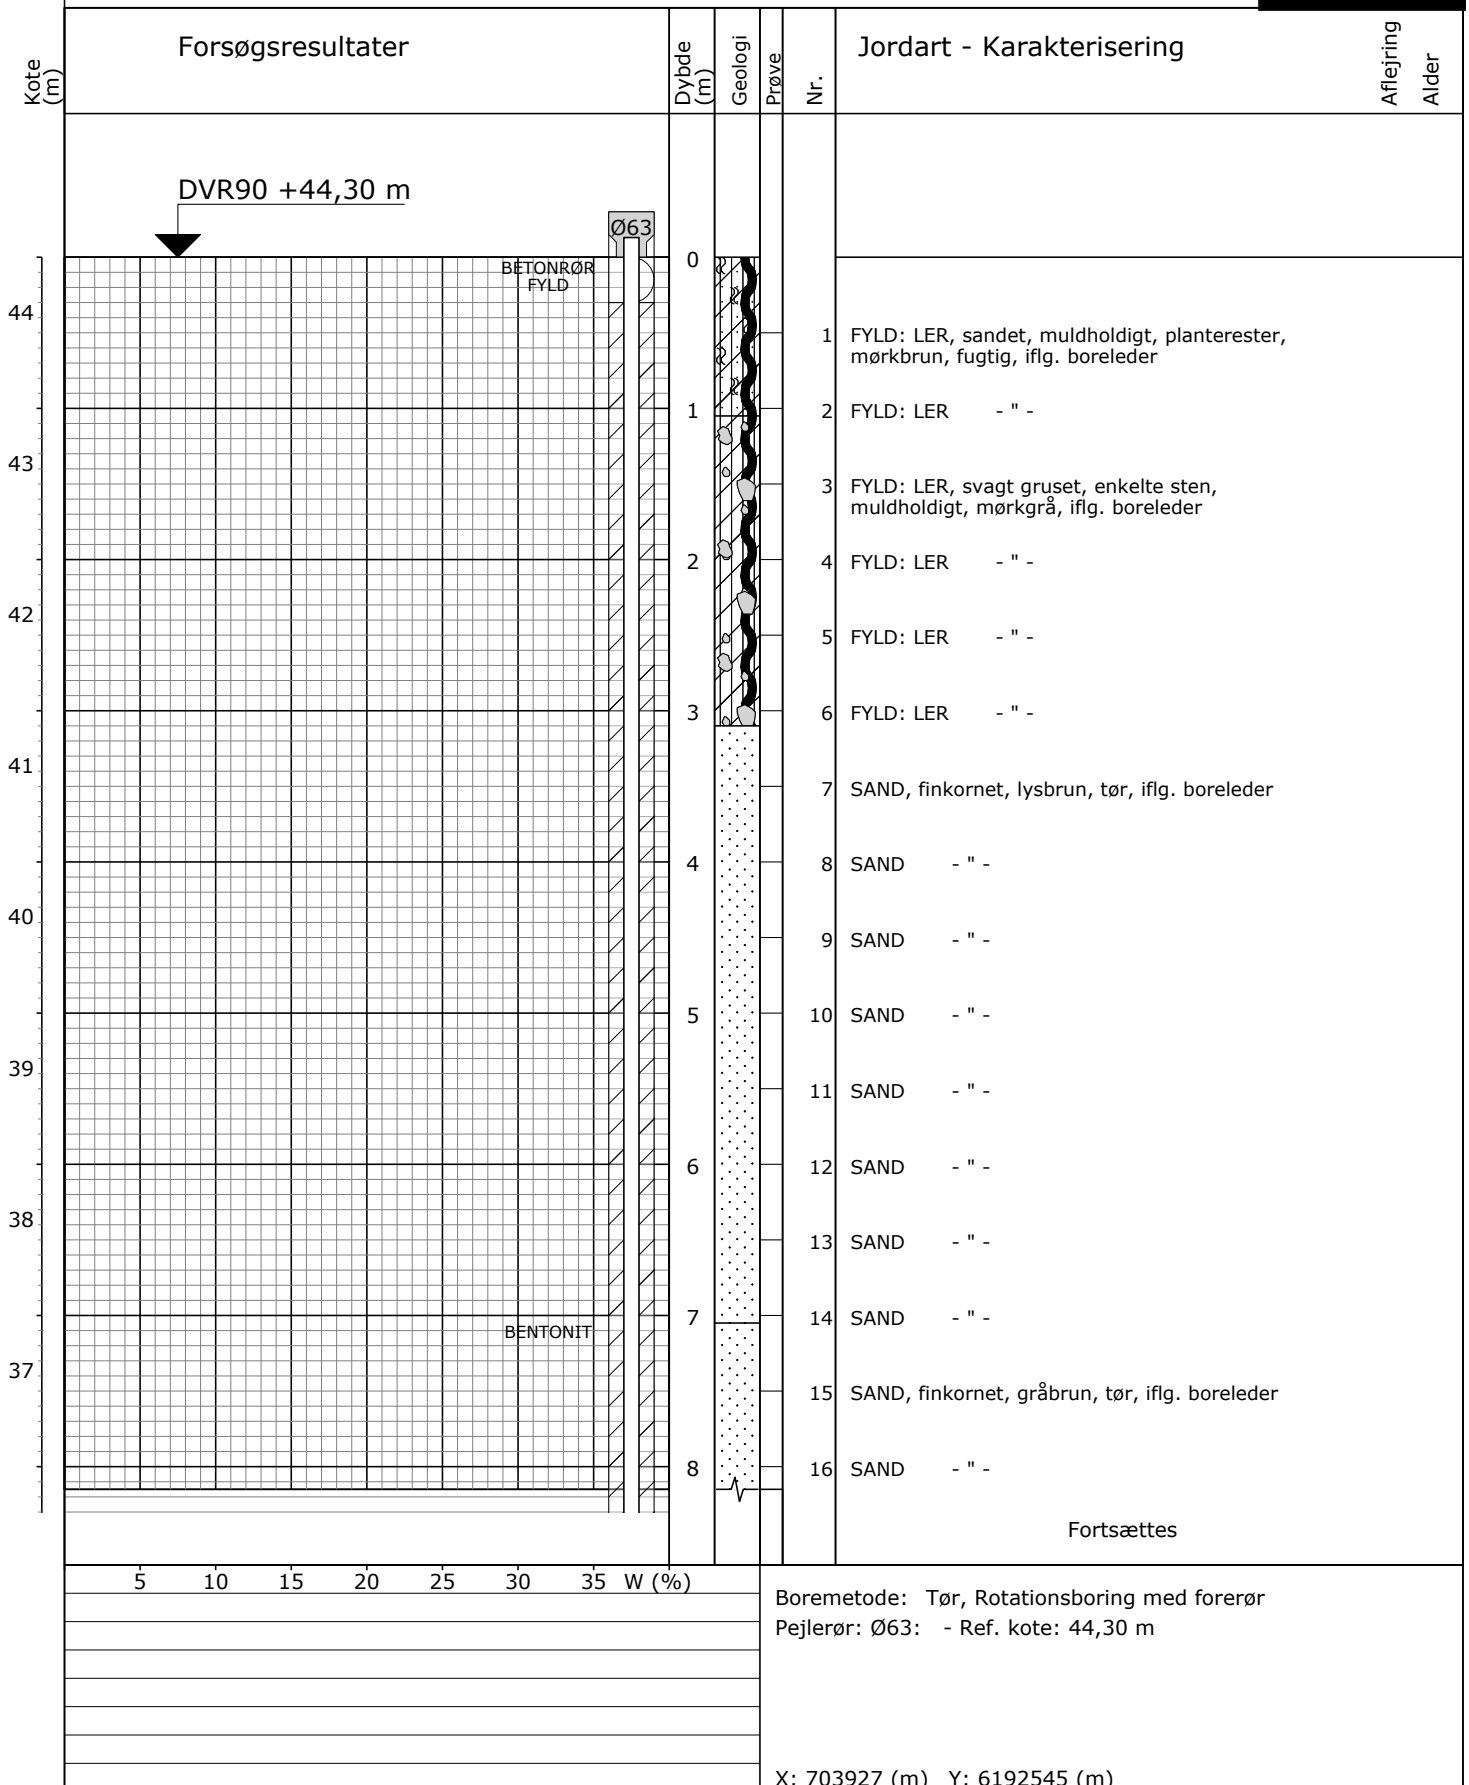 Kote (m)
Forsøgsresultater
Dybde (m)
Geologi
Prøve
Nr.
Jordart - Karakterisering
Aflejring
Alder
DVR90 +44,30 m
Ø63
BETONRØR
FYLD
0
44
1 FYLD: LER, sandet, muldholdigt, planterester,
mørkbrun, fugtig, iflg. boreleder
1
2 FYLD: LER - " -
43
3 FYLD: LER, svagt gruset, enkelte sten,
muldholdigt, mørkgrå, iflg. boreleder
2
4 FYLD: LER - " -
42
5 FYLD: LER - " -
3
6 FYLD: LER - " -
41
7 SAND, finkornet, lysbrun, tør, iflg. boreleder
4
8 SAND - " -
40
9 SAND - " -
5
10 SAND - " -
39
11 SAND - " -
6
12 SAND - " -
38
13 SAND - " -
7
14 SAND - " -
BENTONIT
37
15 SAND, finkornet, gråbrun, tør, iflg. boreleder
8
16 SAND - " -
Fortsættes
5 10 15 20 25 30 35 W (%)
Boremetode: Tør, Rotationsboring med forerør
Pejlerør: Ø63: - Ref. kote: 44,30 m
X: 703927 (m) Y: 6192545 (m)